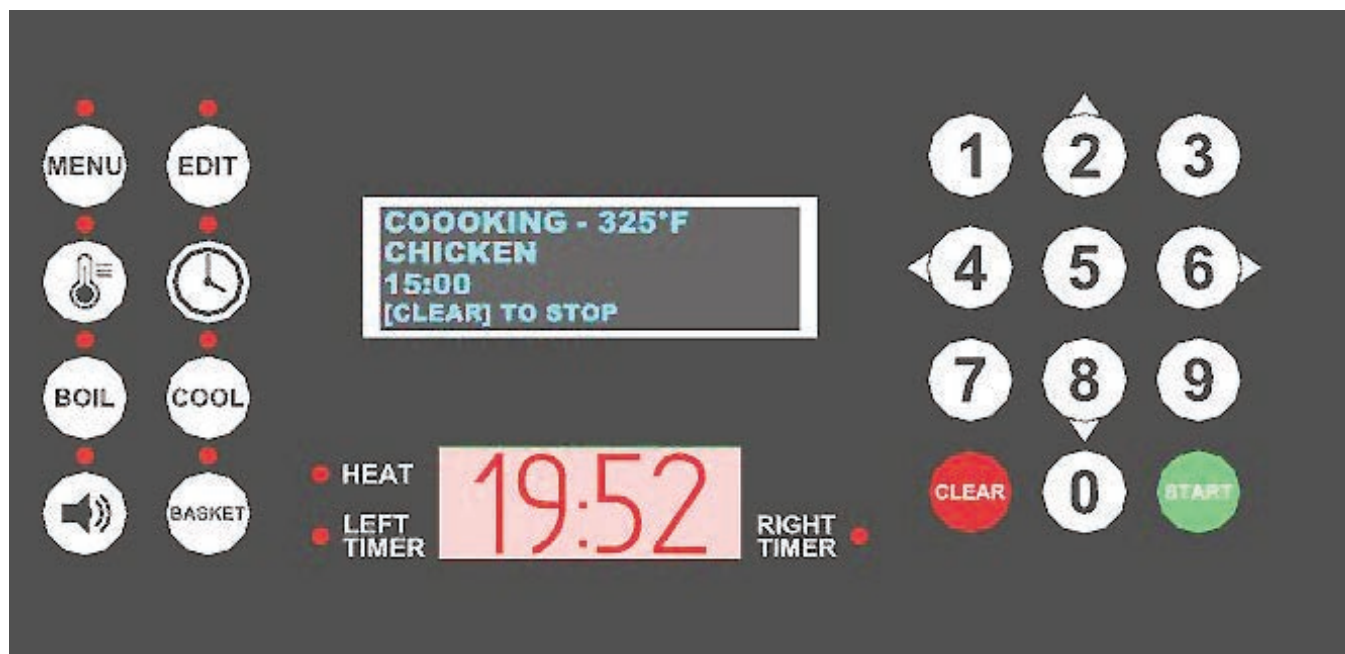 MENU EDIT
BOIL COOL
BASKET
COOOKING - 325°F
CHICKEN
15:00
[CLEAR] TO STOP
HEAT
LEFT
TIMER
19:52
RIGHT
TIMER
1 2 3
4 5 6
7 8 9
CLEAR 0 START